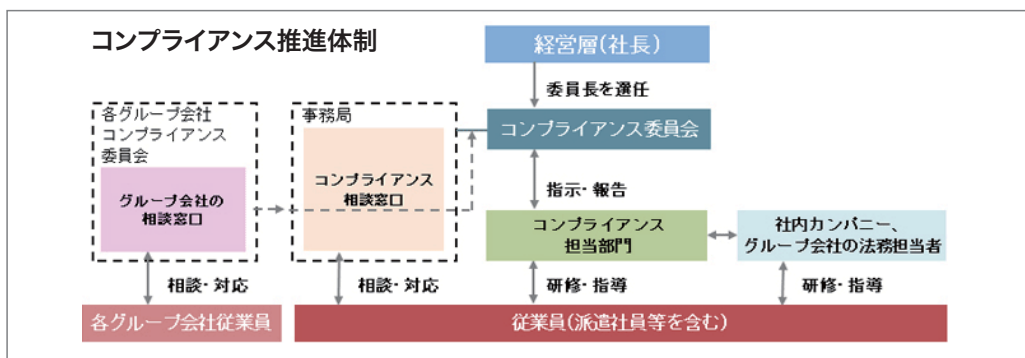 コンプライアンス推進体制
経営層(社長)
委員長を選任
各グループ会社
コンプライアンス
委員会
事務局
コンプライアンス委員会
グループ会社の
相談窓口
コンプライアンス
相談窓口
指示・報告
コンプライアンス
担当部門
社内カンパニー、
グループ会社の法務担当者
相談・対応
相談・対応
研修・指導
研修・指導
各グループ会社従業員
従業員(派遣社員等を含む)